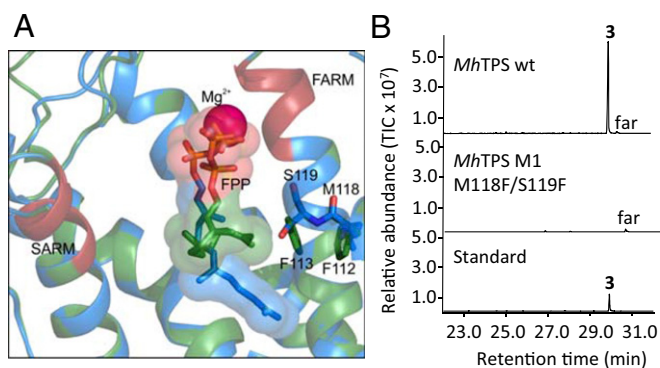 A
Mg2+
FARM
FPP
S119
M118
SARM
F113
F112
B
Relative abundance (TIC x 10⁷)
3
5.0
MhTPS wt
3.0
far
1.0
5.0
MhTPS M1
3.0
M118F/S119F
1.0
far
5.0
Standard
3.0
3
1.0
23.0 25.0 27.0 29.0 31.0
Retention time (min)